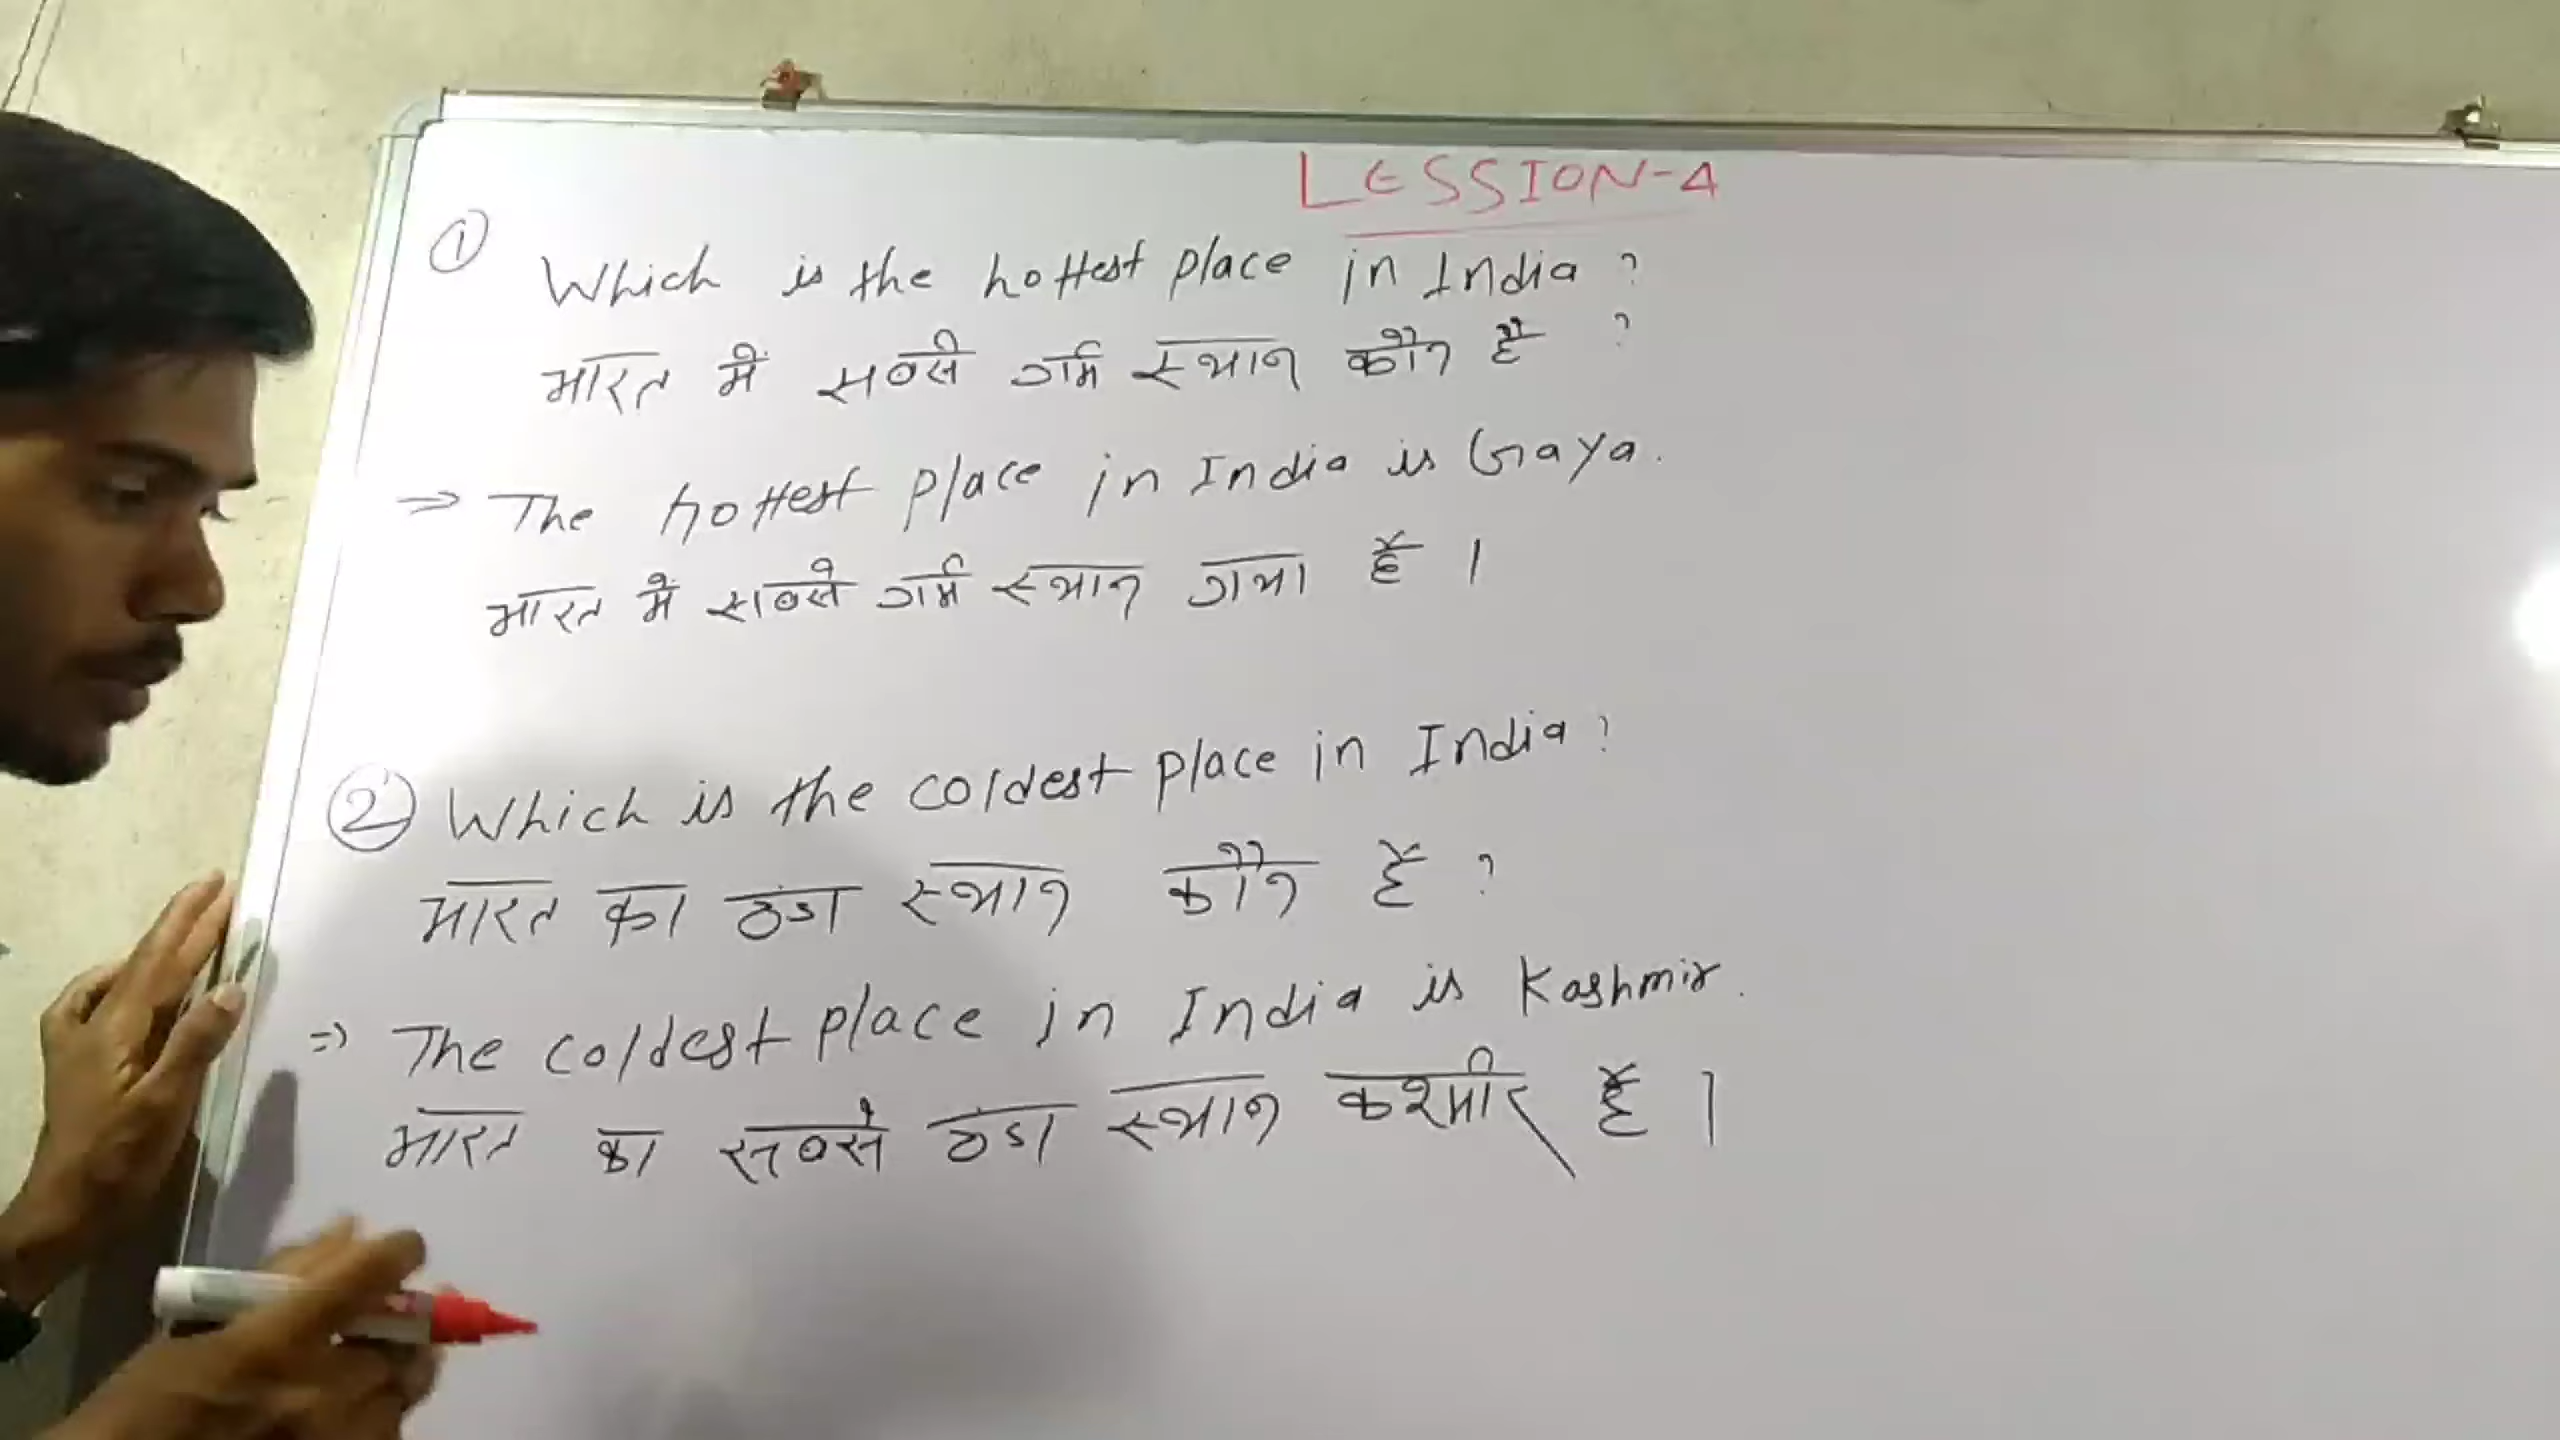 LESSION-4
① Which is the hottest place in India ?
भारत में सबसे गर्म स्थान कौन है ?
⇒ The hottest place in India is Gaya.
भारत में सबसे गर्म स्थान गया है ।
② Which is the coldest place in India ?
भारत का ठंडा स्थान कौन है ?
⇒ The coldest place in India is Kashmir.
भारत का सबसे ठंडा स्थान कश्मीर है ।